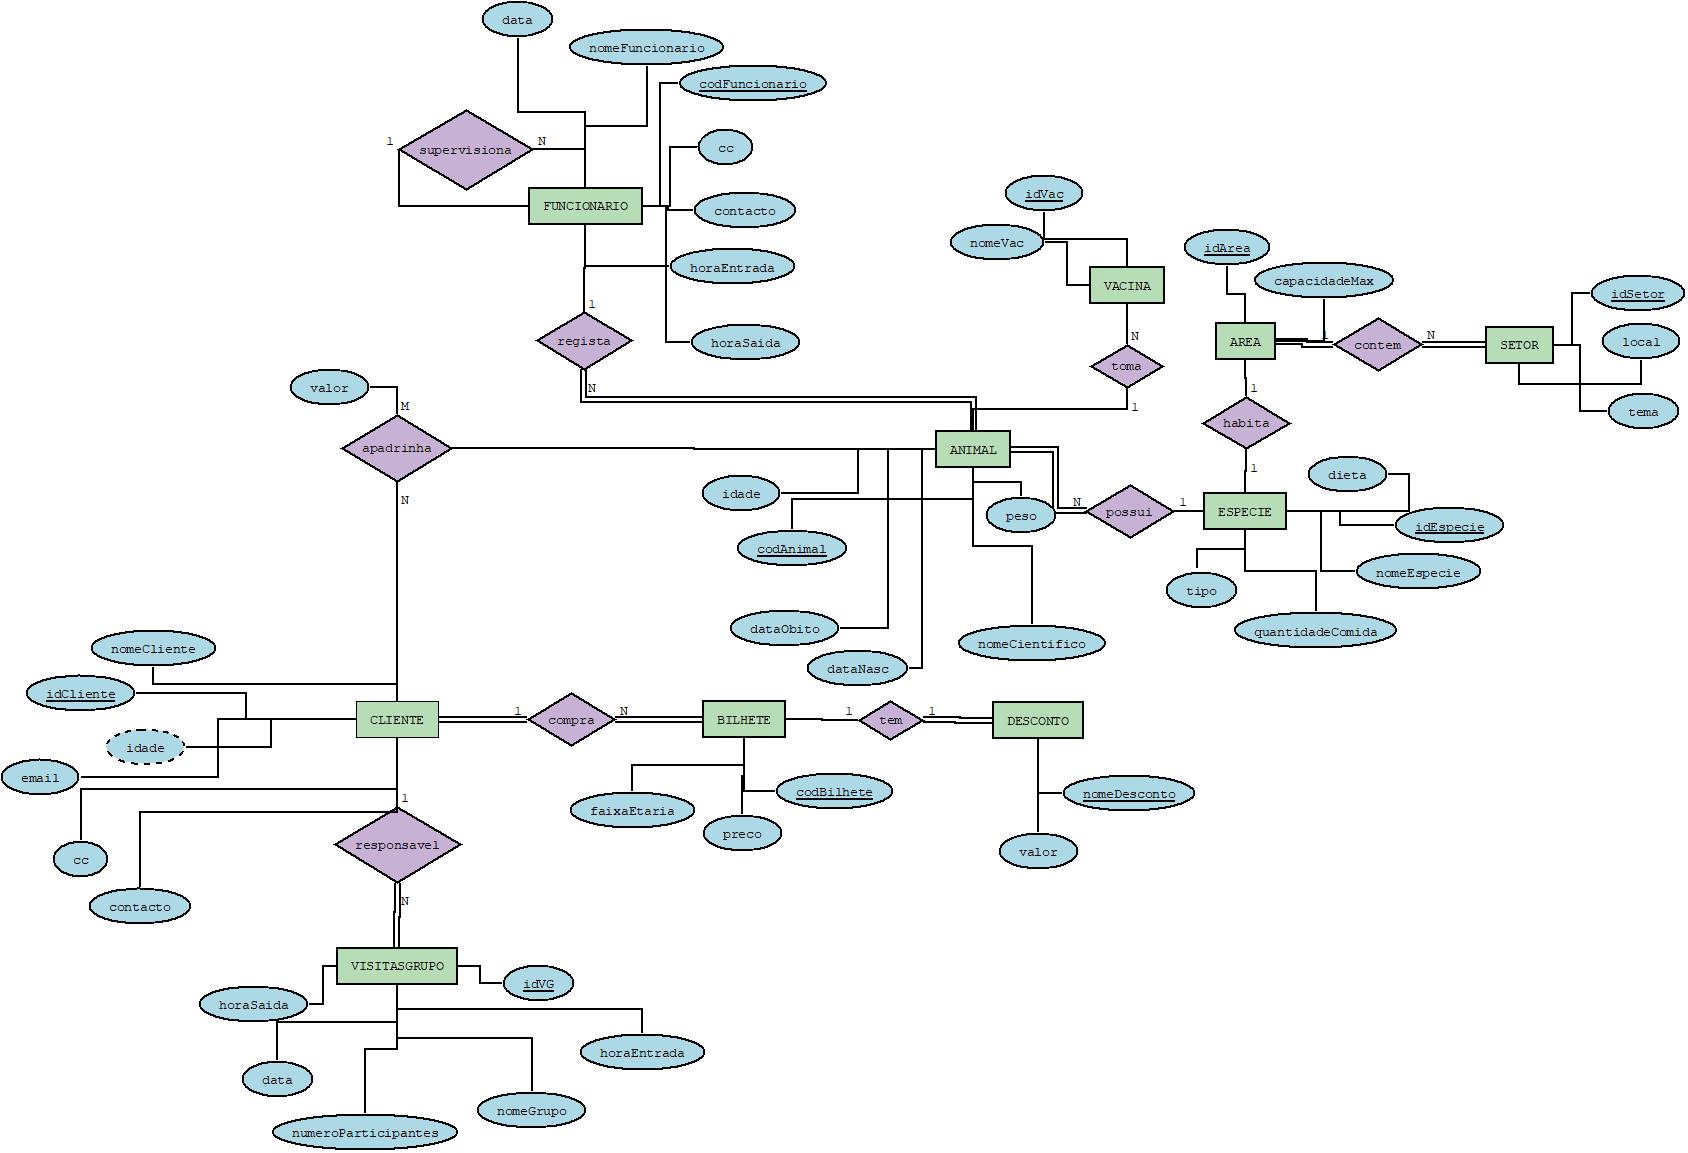 data
nomeFuncionario
codFuncionario
1
supervisiona
N
cc
FUNCIONARIO
contacto
horaEntrada
1
regista
horaSaida
N
idVac
nomeVac
VACINA
N
toma
1
idArea
capacidadeMax
AREA
1
contem
N
SETOR
idSetor
local
tema
1
habita
1
valor
M
apadrinha
N
ANIMAL
idade
codAnimal
peso
N
possui
1
ESPECIE
dieta
idEspecie
nomeEspecie
tipo
quantidadeComida
dataObito
dataNasc
nomeCientifico
nomeCliente
idCliente
idade
email
CLIENTE
1
compra
N
BILHETE
1
tem
1
DESCONTO
cc
contacto
faixaEtaria
preco
codBilhete
nomeDesconto
valor
1
responsavel
N
VISITASGRUPO
idVG
horaSaida
data
horaEntrada
nomeGrupo
numeroParticipantes